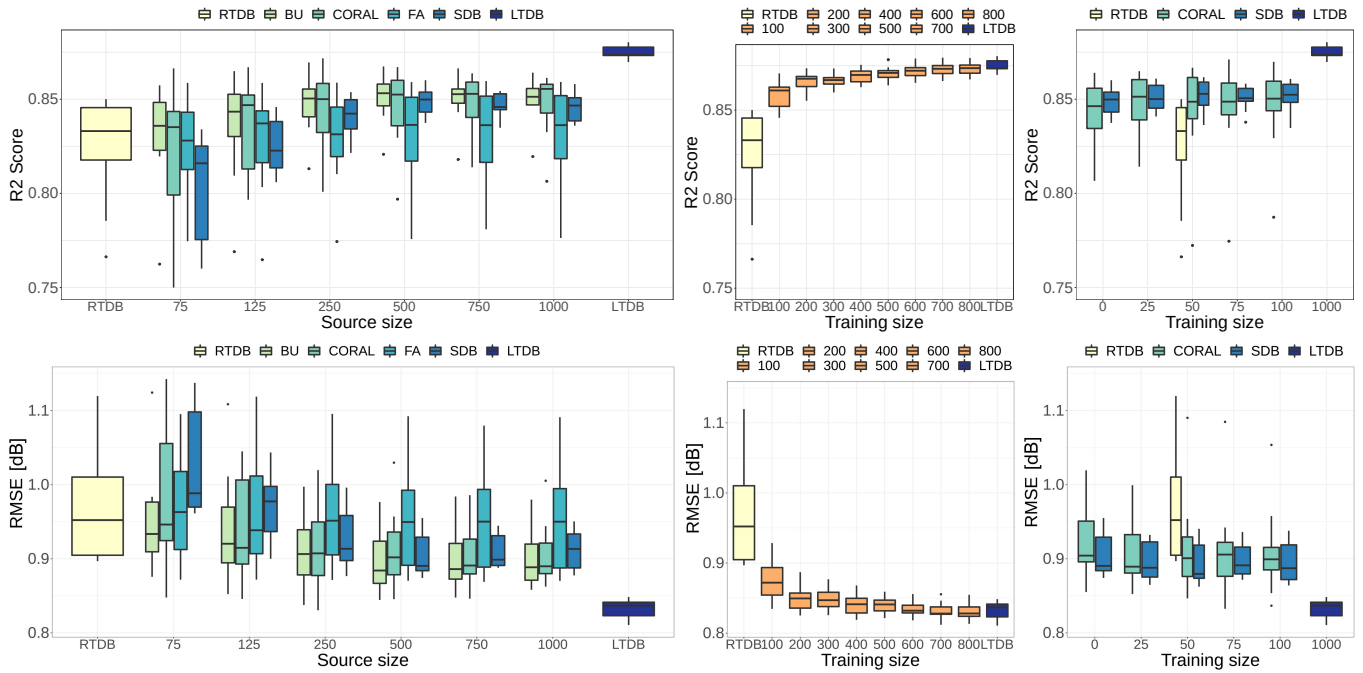 RTDB BU CORAL FA SDB LTDB
R2 Score
0.85
0.80
0.75
RTDB 75 125 250 500 750 1000 LTDB
Source size
RTDB 200 400 600 800
100 300 500 700 LTDB
R2 Score
0.85
0.80
0.75
RTDB 100 200 300 400 500 600 700 800 LTDB
Training size
RTDB CORAL SDB LTDB
R2 Score
0.85
0.80
0.75
0 25 50 75 100 1000
Training size
RTDB BU CORAL FA SDB LTDB
RMSE [dB]
1.1
1.0
0.9
0.8
RTDB 75 125 250 500 750 1000 LTDB
Source size
RTDB 200 400 600 800
100 300 500 700 LTDB
RMSE [dB]
1.1
1.0
0.9
0.8
RTDB 100 200 300 400 500 600 700 800 LTDB
Training size
RTDB CORAL SDB LTDB
RMSE [dB]
1.1
1.0
0.9
0.8
0 25 50 75 100 1000
Training size